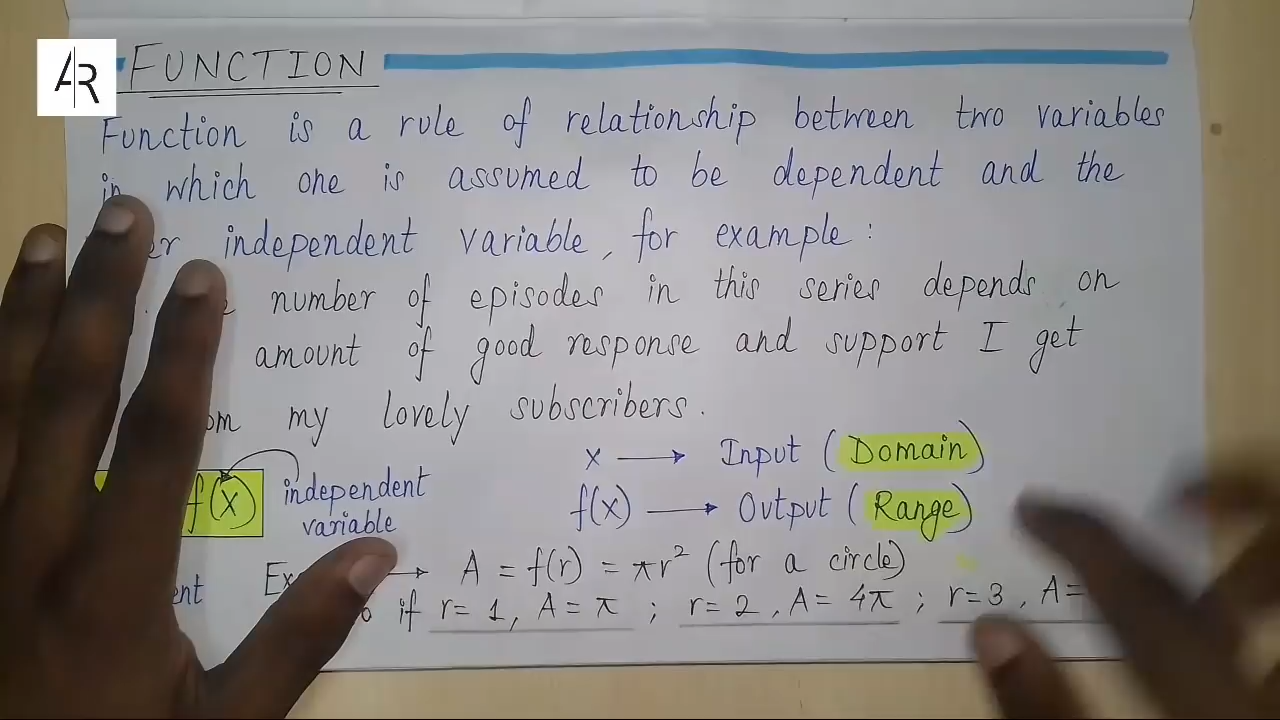 AR
FUNCTION
Function is a rule of relationship between two variables
in which one is assumed to be dependent and the
independent variable, for example:
number of episodes in this series depends on
amount of good response and support I get
my lovely subscribers.
x → Input (Domain)
f(x) independent
variable
f(x) → Output (Range)
A = f(r) = πr² (for a circle)
if r = 1, A = π ; r = 2, A = 4π ; r = 3, A =